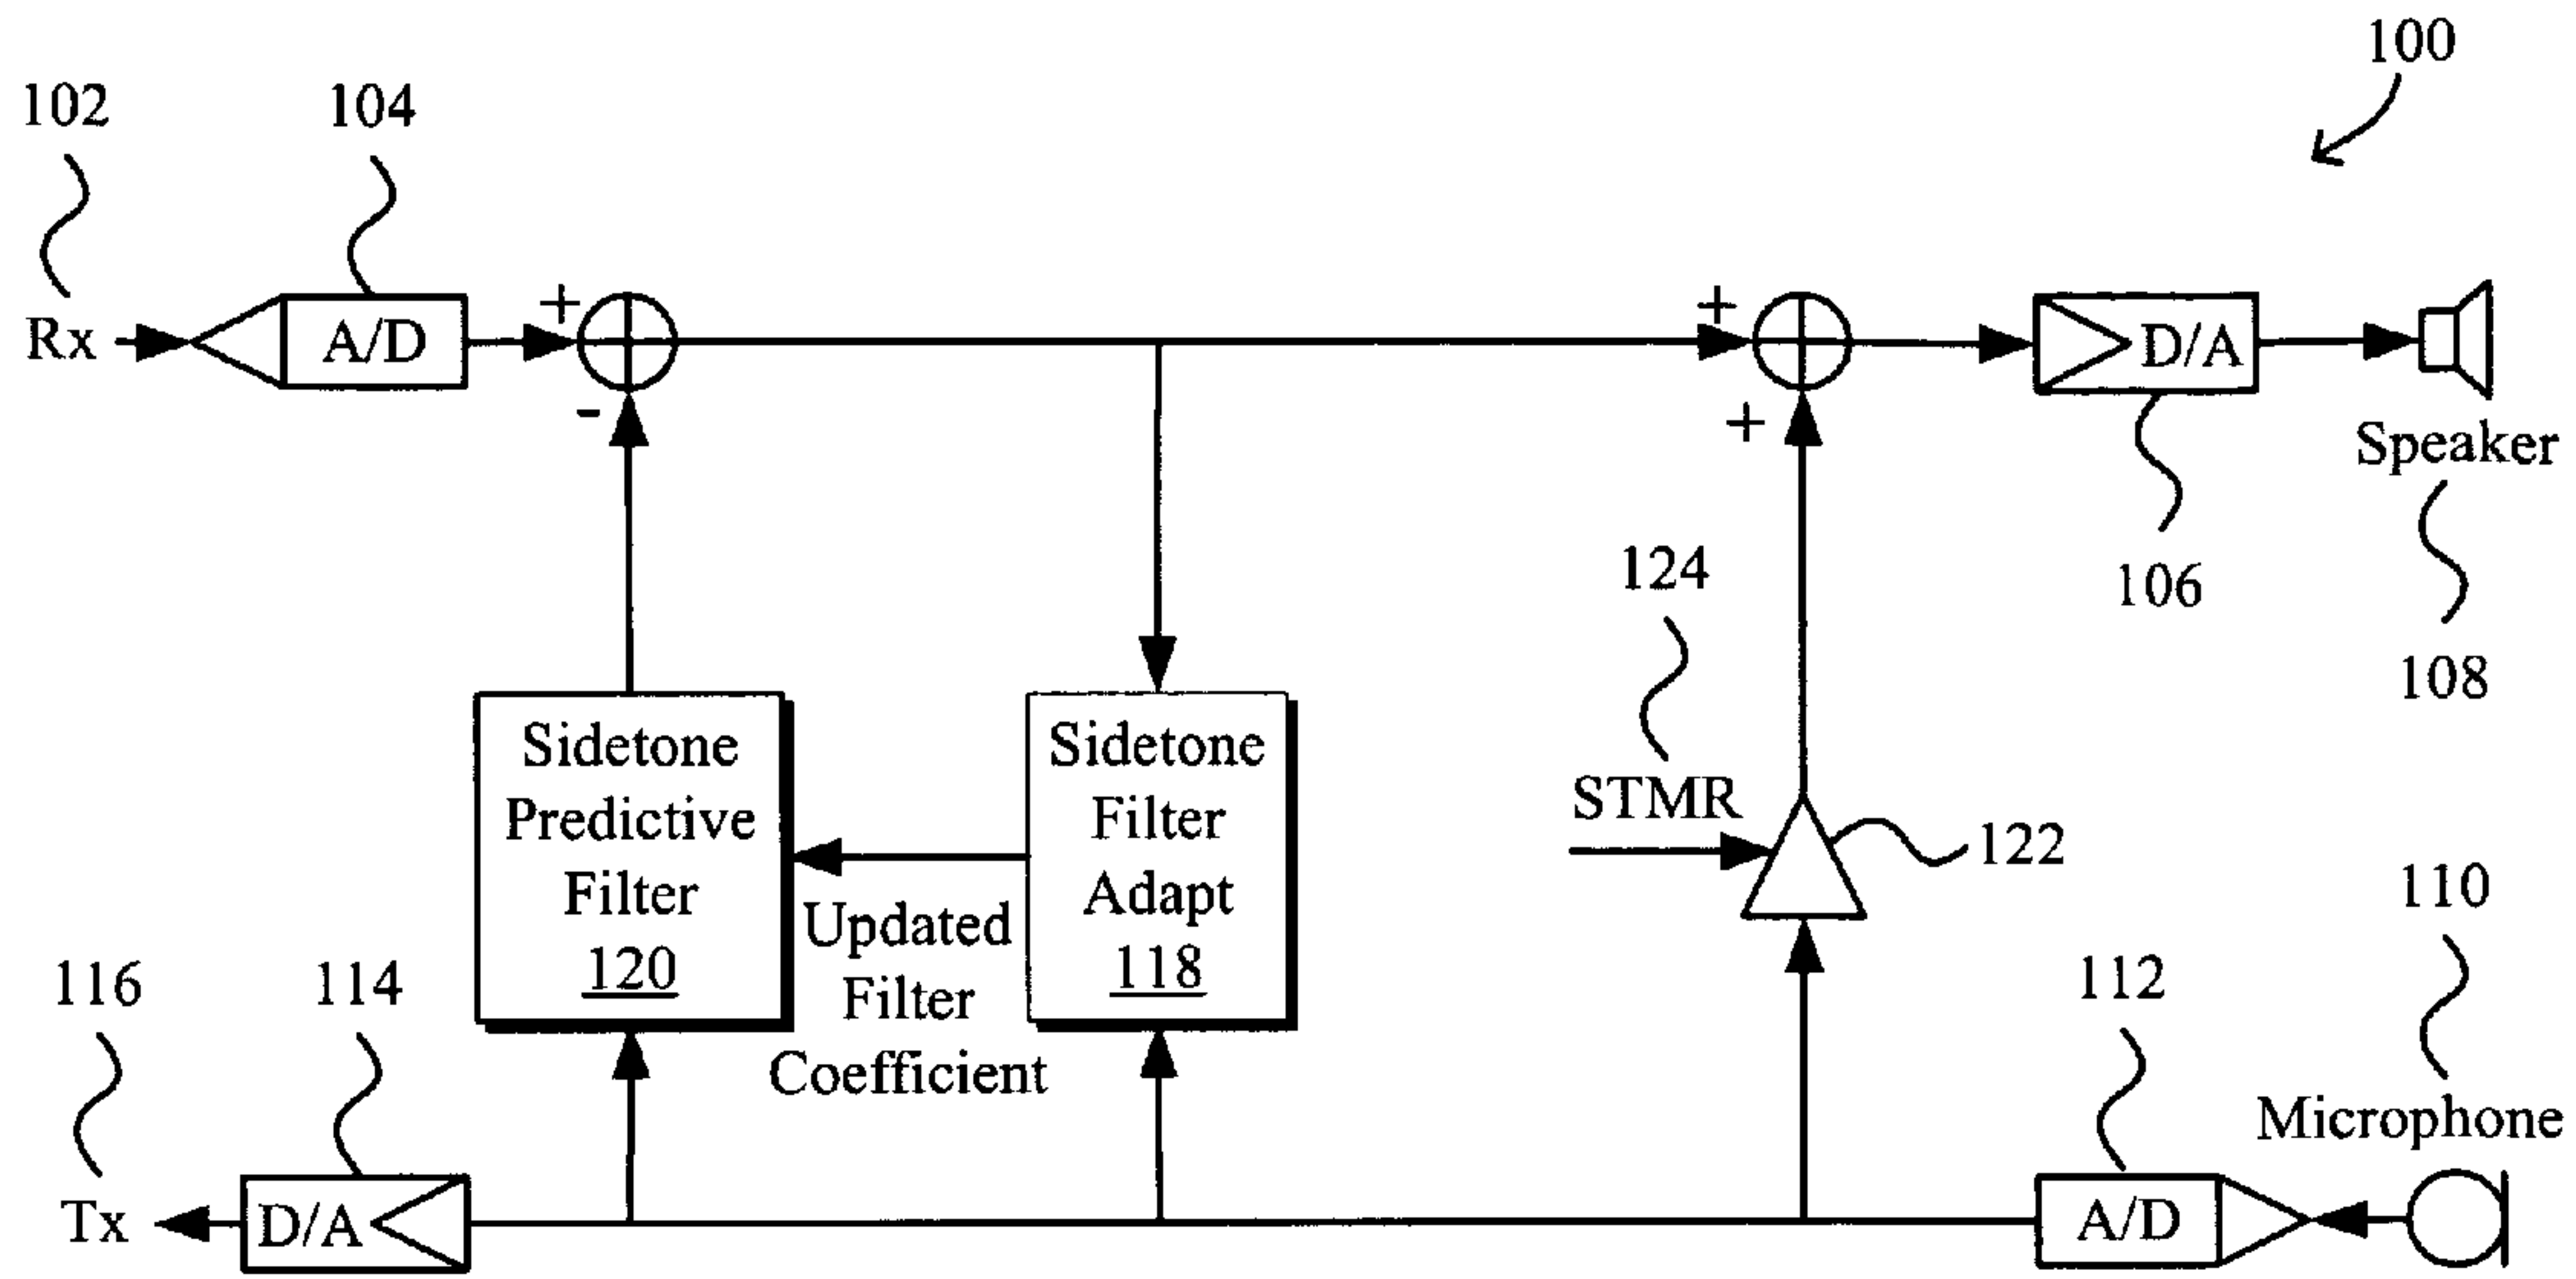 100
102
104
Rx
A/D
+
-
+
+
D/A
Speaker
106
108
124
STMR
122
Sidetone
Predictive
Filter
120
Updated
Filter
Coefficient
Sidetone
Filter
Adapt
118
110
Microphone
112
A/D
116
114
Tx
D/A